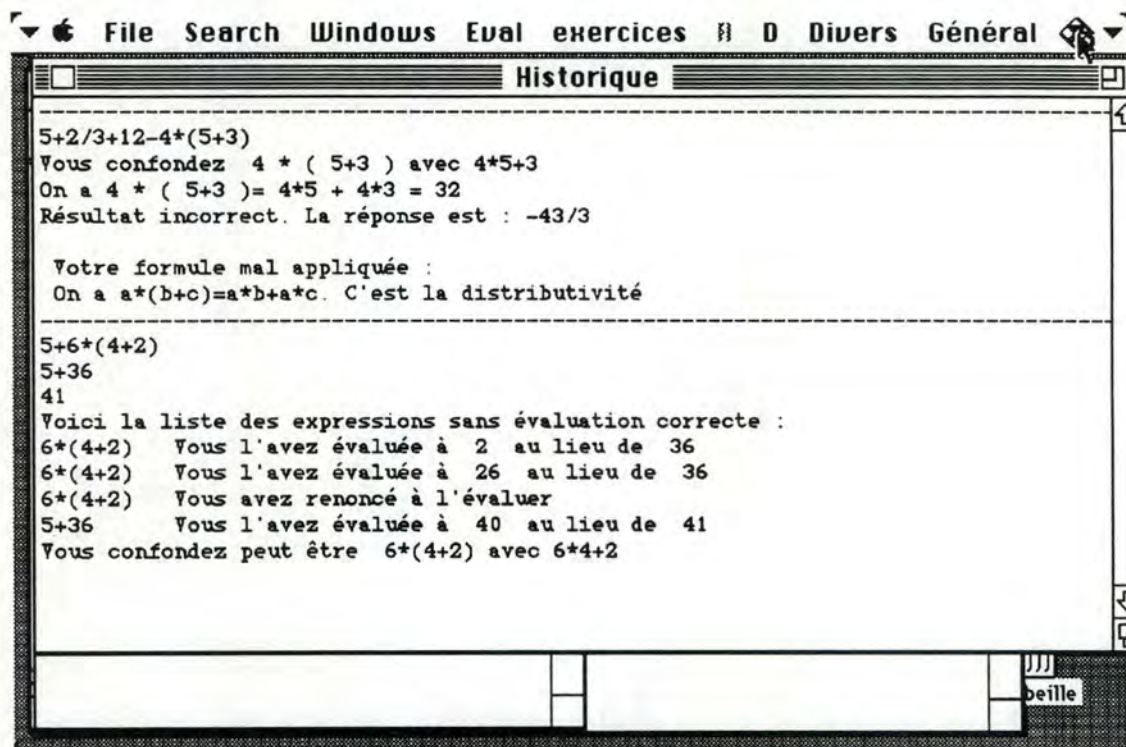 File Search Windows Eval exercices D Divers Général
Historique
5+2/3+12-4*(5+3)
Vous confondez 4 * ( 5+3 ) avec 4*5+3
On a 4 * ( 5+3 )= 4*5 + 4*3 = 32
Résultat incorrect. La réponse est : -43/3
Votre formule mal appliquée :
On a a*(b+c)=a*b+a*c. C'est la distributivité
5+6*(4+2)
5+36
41
Voici la liste des expressions sans évaluation correcte :
6*(4+2) Vous l'avez évaluée à 2 au lieu de 36
6*(4+2) Vous l'avez évaluée à 26 au lieu de 36
6*(4+2) Vous avez renoncé à l'évaluer
5+36 Vous l'avez évaluée à 40 au lieu de 41
Vous confondez peut être 6*(4+2) avec 6*4+2
beille